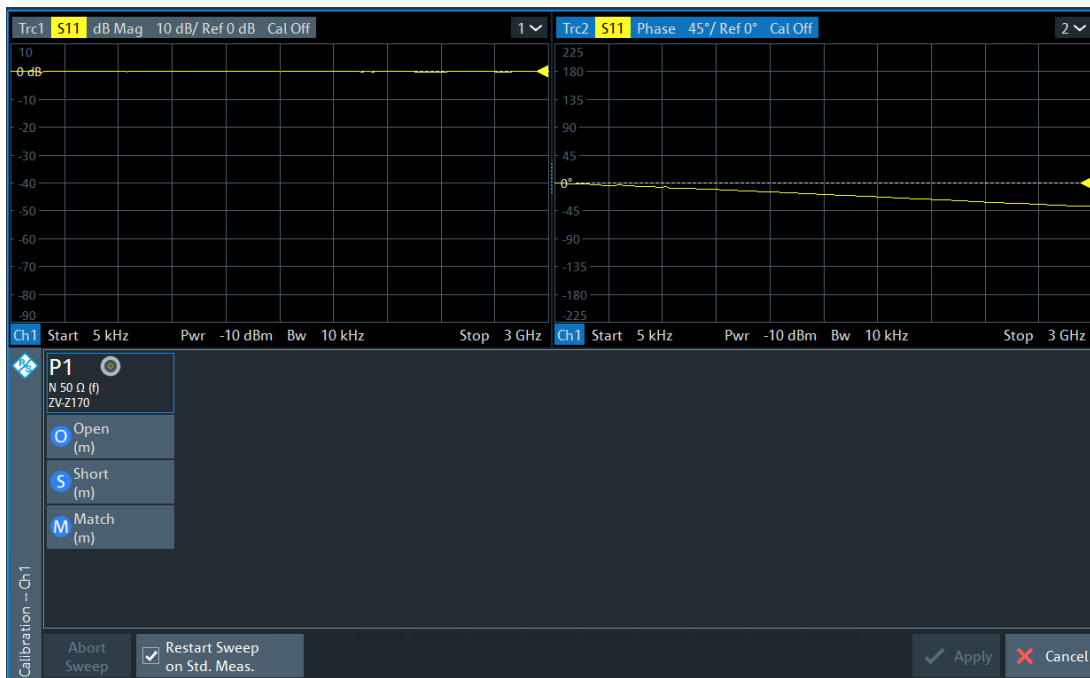 Trc1 S11 dB Mag 10 dB/ Ref 0 dB Cal Off 1
10
0 dB
-10
-20
-30
-40
-50
-60
-70
-80
-90
Ch1 Start 5 kHz Pwr -10 dBm Bw 10 kHz Stop 3 GHz
Trc2 S11 Phase 45°/ Ref 0° Cal Off 2
225
180
135
90
45
0°
-45
-90
-135
-180
-225
Ch1 Start 5 kHz Pwr -10 dBm Bw 10 kHz Stop 3 GHz
Calibration -- Ch1
R&S
P1
N 50 Ω (f)
ZV-Z170
O Open
(m)
S Short
(m)
M Match
(m)
Abort
Sweep
Restart Sweep
on Std. Meas.
Apply
Cancel